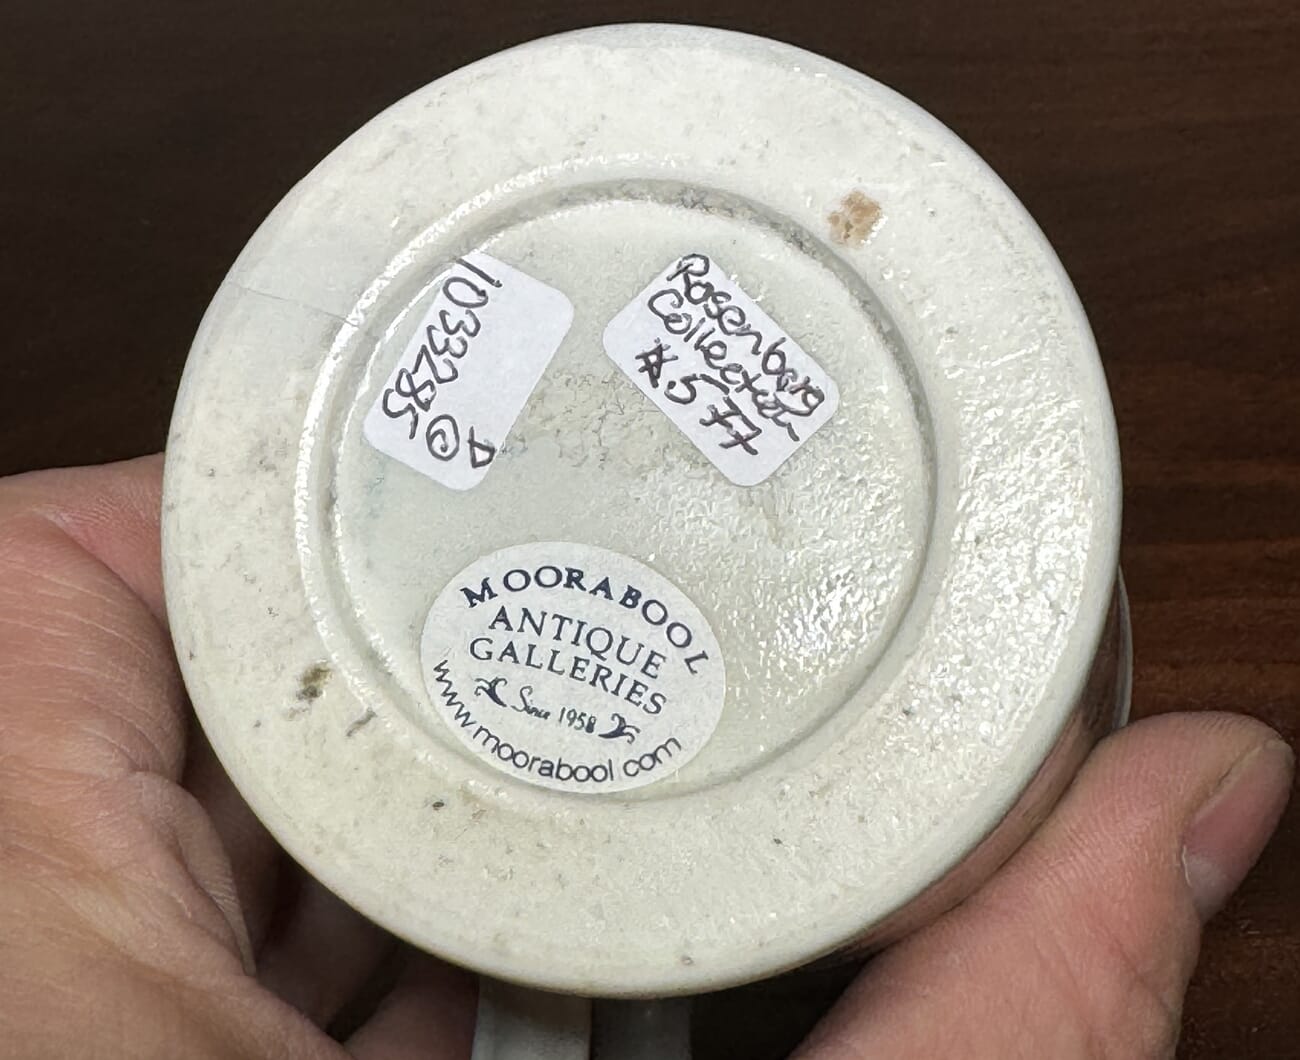 1033285
© D
Rosenberg
Collection
#577
MOORABOOL
ANTIQUE
GALLERIES
Since 1958
www.moorabool.com